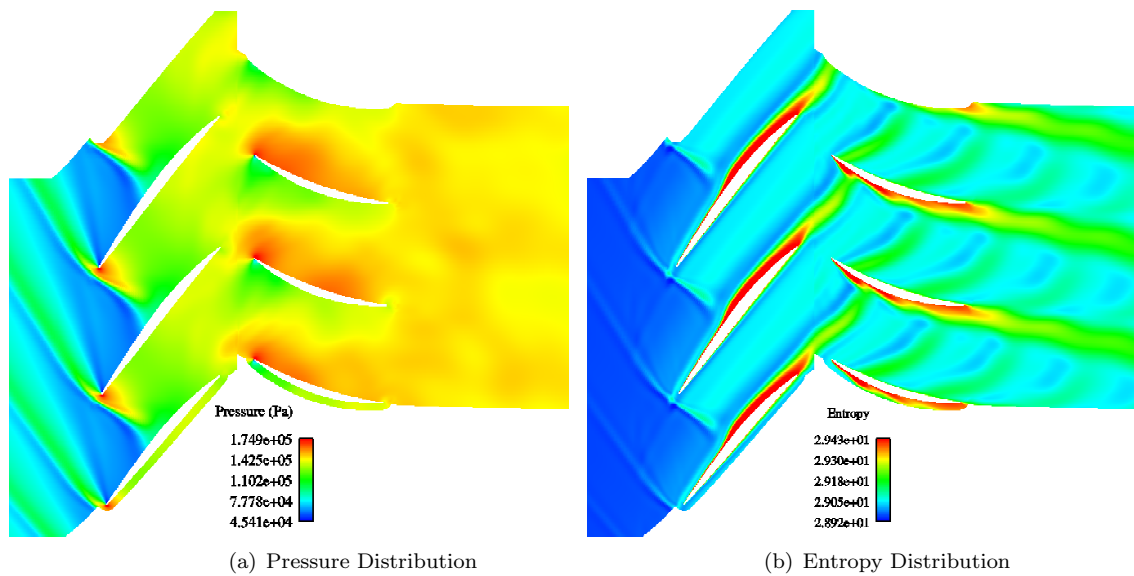 Pressure (Pa)
1.749e+05
1.425e+05
1.102e+05
7.778e+04
4.541e+04
Entropy
2.943e+01
2.930e+01
2.918e+01
2.905e+01
2.892e+01
(a) Pressure Distribution
(b) Entropy Distribution